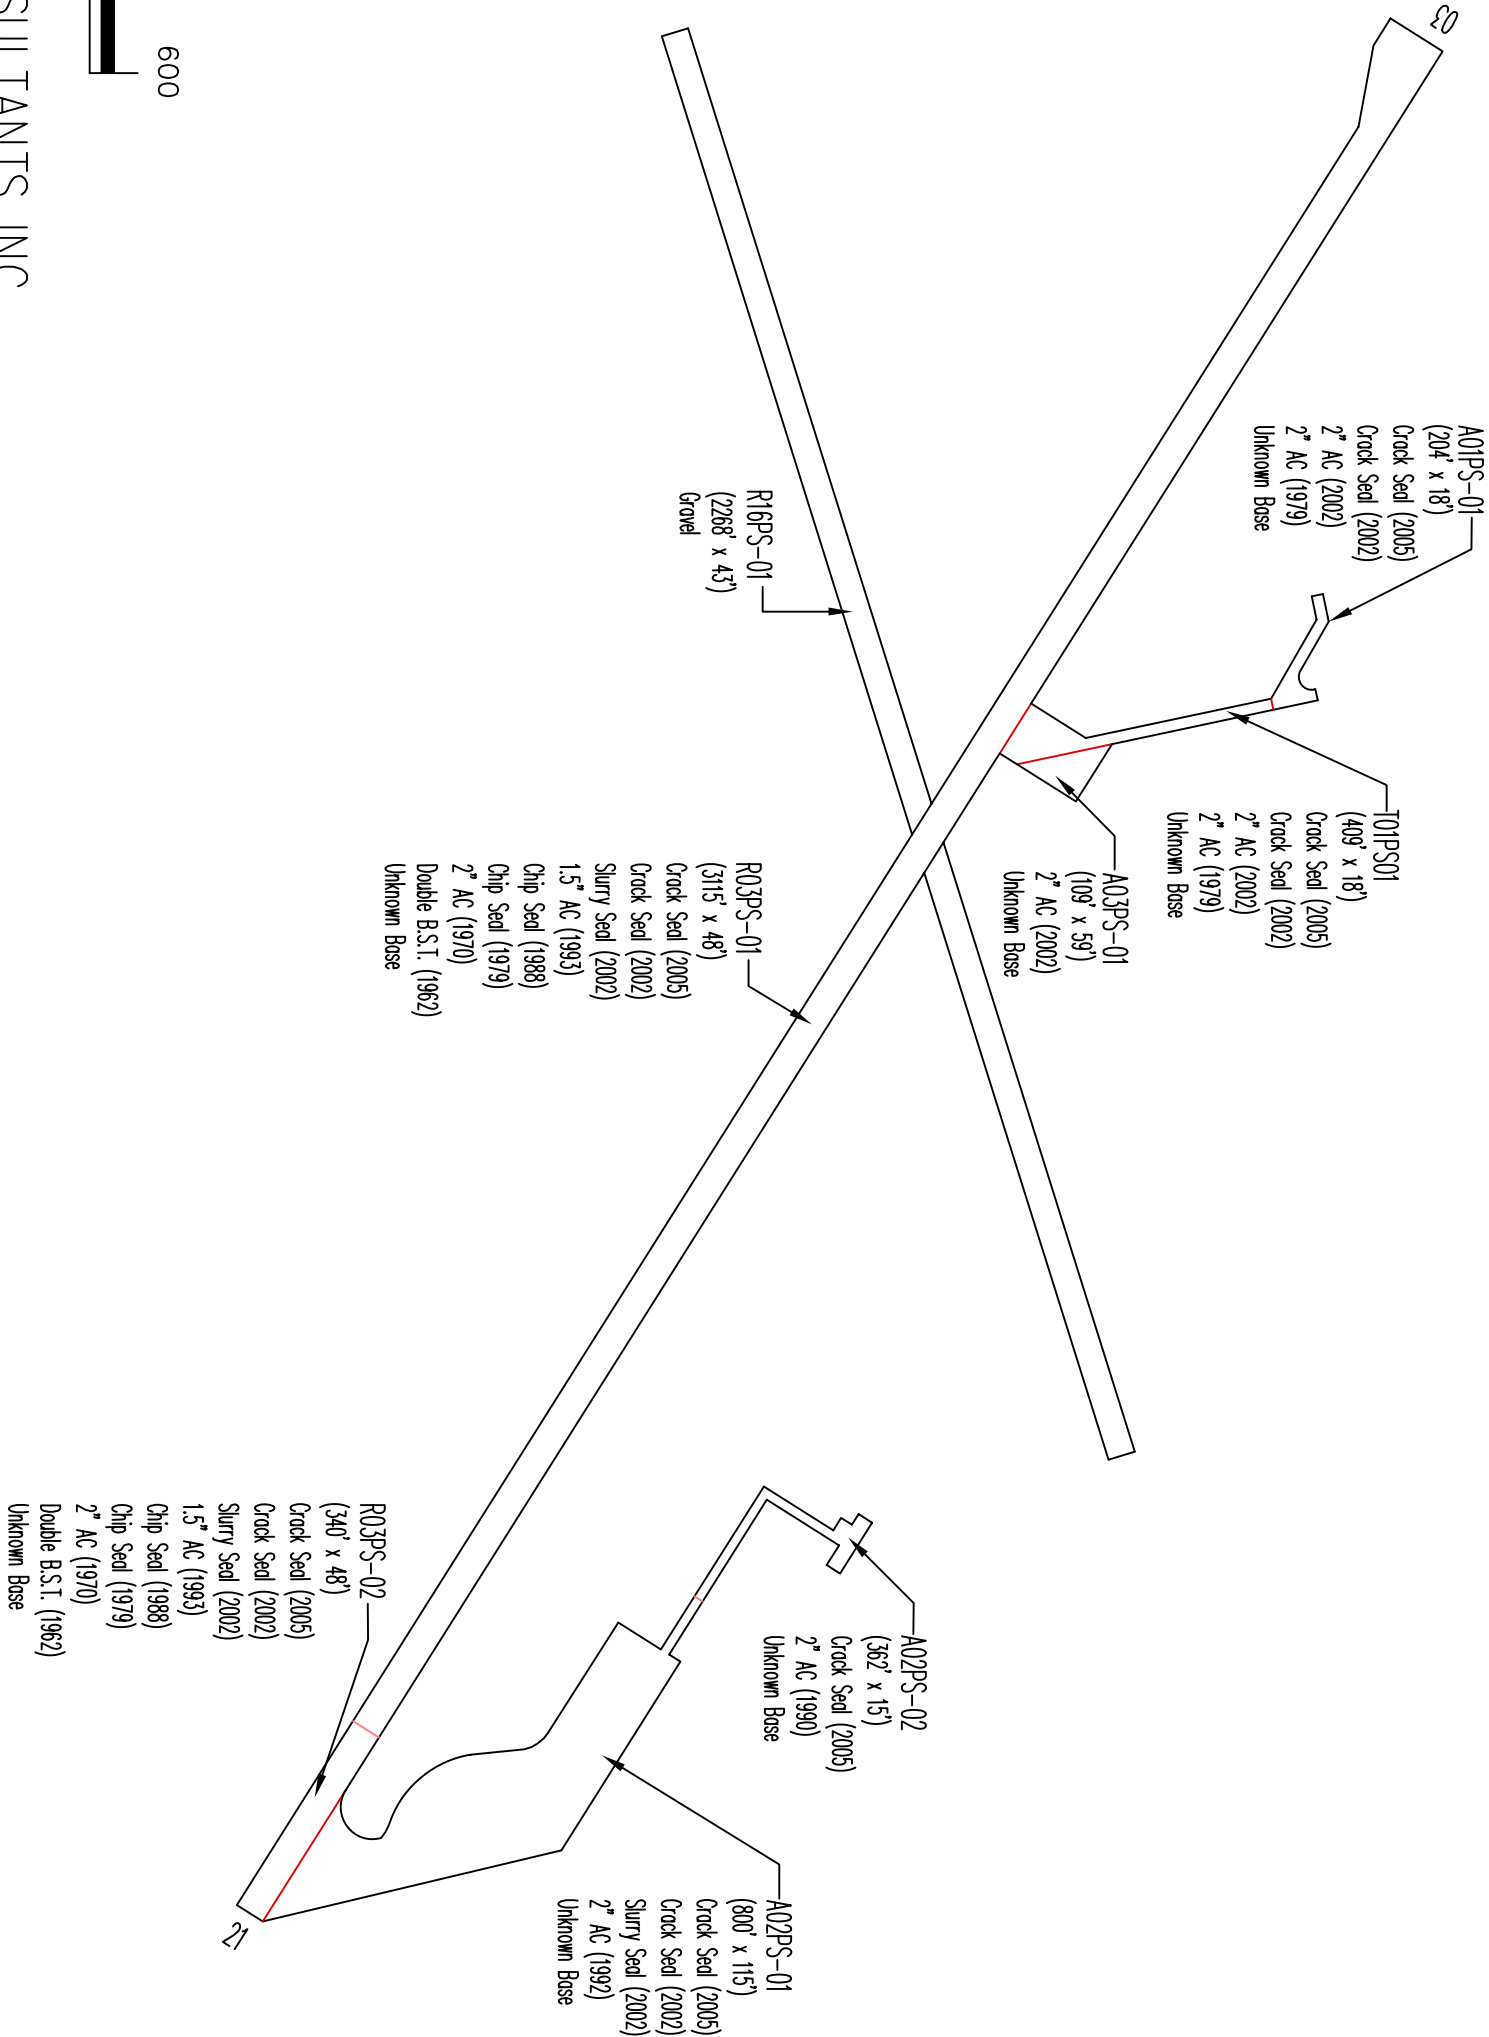 03
600
A01PS-01
(204' x 18')
Crack Seal (2005)
Crack Seal (2002)
2" AC (2002)
2" AC (1979)
Unknown Base
T01PS01
(409' x 18')
Crack Seal (2005)
Crack Seal (2002)
2" AC (2002)
2" AC (1979)
Unknown Base
A03PS-01
(109' x 59')
2" AC (2002)
Unknown Base
R16PS-01
(2268' x 43')
Gravel
R03PS-01
(3115' x 48')
Crack Seal (2005)
Crack Seal (2002)
Slurry Seal (2002)
1.5" AC (1993)
Chip Seal (1988)
Chip Seal (1979)
2" AC (1970)
Double B.S.T. (1962)
Unknown Base
A02PS-02
(362' x 15')
Crack Seal (2005)
2" AC (1990)
Unknown Base
A02PS-01
(800' x 115')
Crack Seal (2005)
Crack Seal (2002)
Slurry Seal (2002)
2" AC (1992)
Unknown Base
R03PS-02
(340' x 48')
Crack Seal (2005)
Crack Seal (2002)
Slurry Seal (2002)
1.5" AC (1993)
Chip Seal (1988)
Chip Seal (1979)
2" AC (1970)
Double B.S.T. (1962)
Unknown Base
21
SULTANTS INC